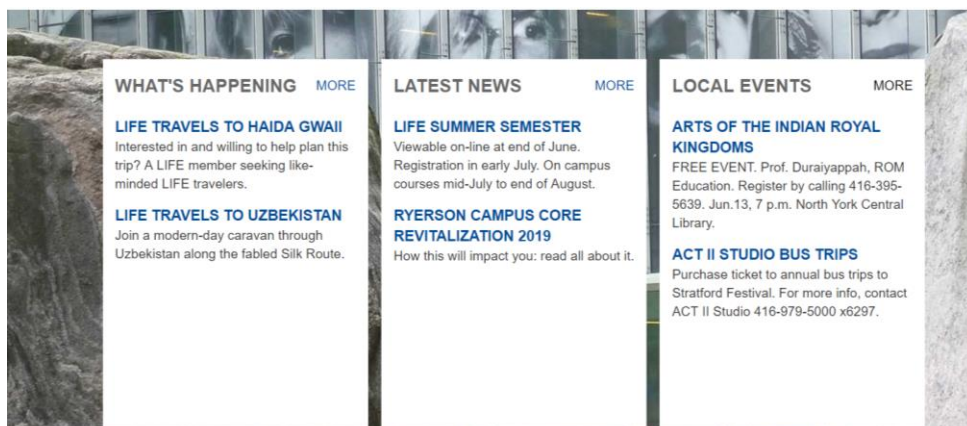 WHAT'S HAPPENING MORE
LIFE TRAVELS TO HAIDA GWAII
Interested in and willing to help plan this
trip? A LIFE member seeking like-
minded LIFE travelers.
LIFE TRAVELS TO UZBEKISTAN
Join a modern-day caravan through
Uzbekistan along the fabled Silk Route.
LATEST NEWS MORE
LIFE SUMMER SEMESTER
Viewable on-line at end of June.
Registration in early July. On campus
courses mid-July to end of August.
RYERSON CAMPUS CORE
REVITALIZATION 2019
How this will impact you: read all about it.
LOCAL EVENTS MORE
ARTS OF THE INDIAN ROYAL
KINGDOMS
FREE EVENT. Prof. Duraiyappah, ROM
Education. Register by calling 416-395-
5639. Jun.13, 7 p.m. North York Central
Library.
ACT II STUDIO BUS TRIPS
Purchase ticket to annual bus trips to
Stratford Festival. For more info, contact
ACT II Studio 416-979-5000 x6297.